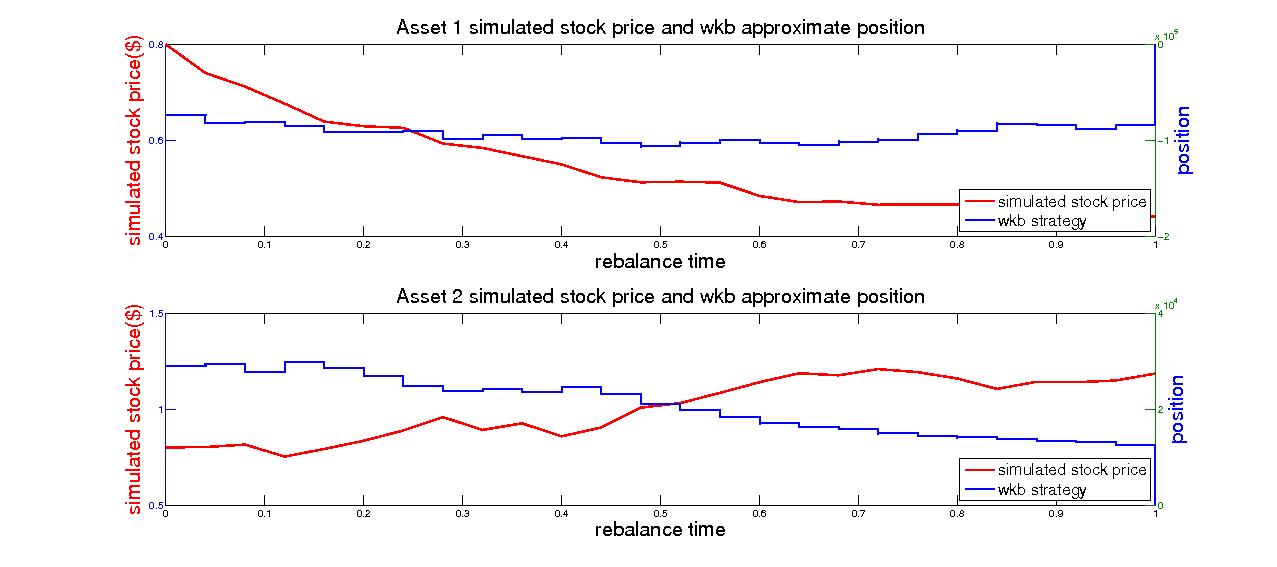 Asset 1 simulated stock price and wkb approximate position
x 10^5
0.8
0
0.6
-1
0.4
-2
simulated stock price($)
position
simulated stock price
wkb strategy
0 0.1 0.2 0.3 0.4 0.5 0.6 0.7 0.8 0.9 1
rebalance time
Asset 2 simulated stock price and wkb approximate position
x 10^4
1.5
4
1
2
0.5
0
simulated stock price($)
position
simulated stock price
wkb strategy
0 0.1 0.2 0.3 0.4 0.5 0.6 0.7 0.8 0.9 1
rebalance time